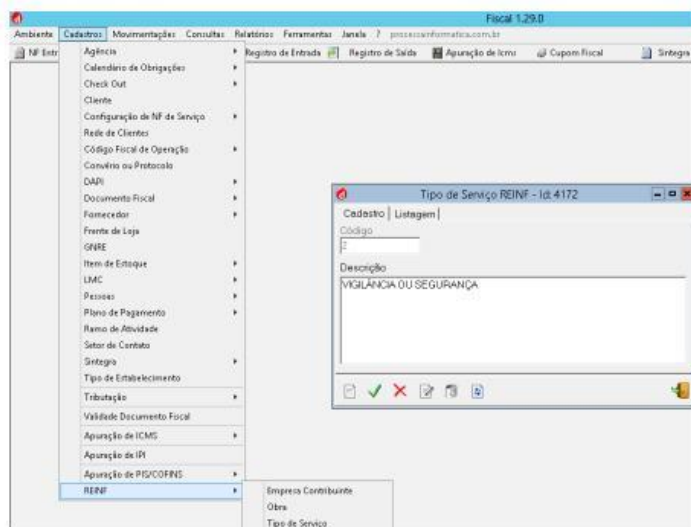 Fiscal 1.29.0
Ambiente Cadastros Movimentações Consultas Relatórios Ferramentas Janela ? processainformatica.com.br
NF Entr Registro de Entrada Registro de Saída Apuração de Icms Cupom Fiscal Sintegra
Agência
Calendário de Obrigações
Check Out
Cliente
Configuração de NF de Serviço
Rede de Clientes
Código Fiscal de Operação
Convênio ou Protocolo
DAPI
Documento Fiscal
Fornecedor
Frente de Loja
GNRE
Item de Estoque
LMC
Pessoas
Plano de Pagamento
Ramo de Atividade
Setor de Contato
Sintegra
Tipo de Estabelecimento
Tributação
Validade Documento Fiscal
Apuração de ICMS
Apuração de IPI
Apuração de PIS/COFINS
REINF
Empresa Contribuinte
Obra
Tipo de Serviço
Tipo de Serviço REINF - Id: 4172
Cadastro Listagem
Código
2
Descrição
VIGILÂNCIA OU SEGURANÇA